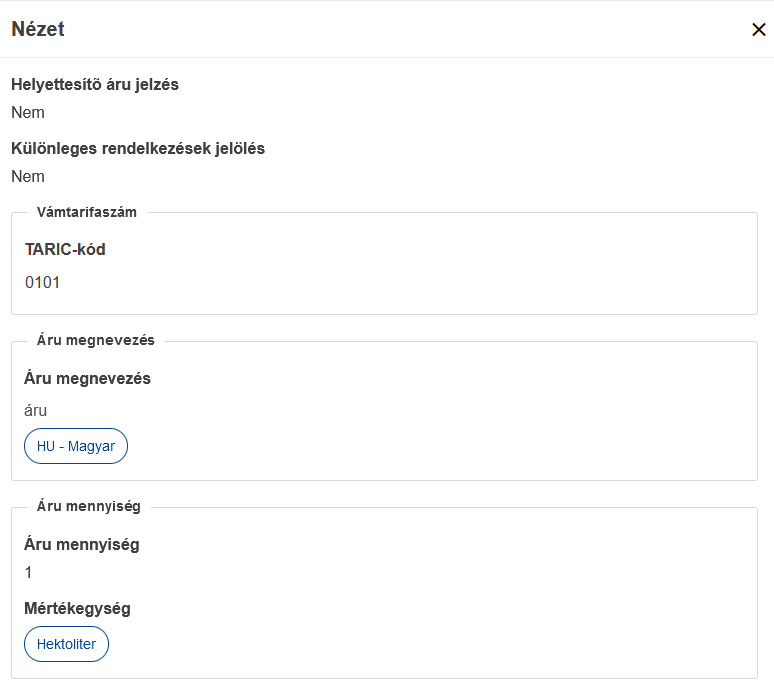 Nézet
Helyettesítõ áru jelzés
Nem
Különleges rendelkezések jelölés
Nem
Vámtarifaszám
TARIC-kód
0101
Áru megnevezés
Áru megnevezés
áru
HU - Magyar
Áru mennyiség
Áru mennyiség
1
Mértékegység
Hektoliter